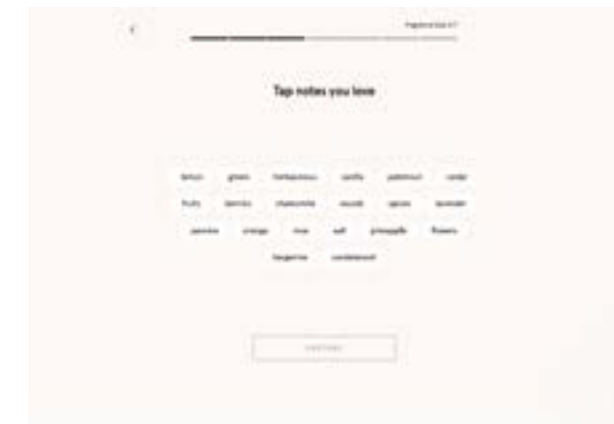 Tap notes you love
lemon green herbaceous vanilla patchouli cedar
fruity berries chamomile woods spices lavender
jasmine orange rose salt pineapple flowers
tangerine sandalwood